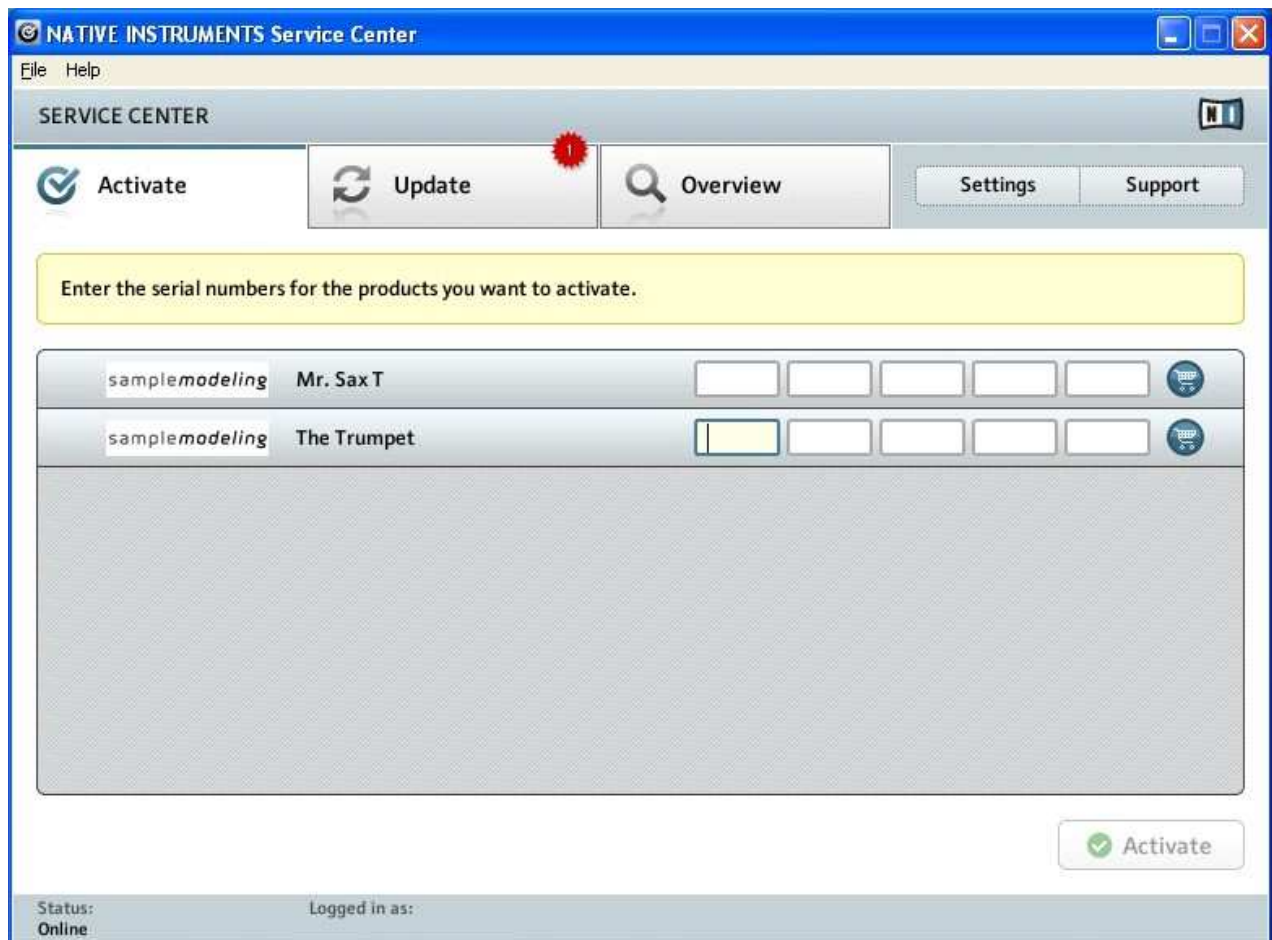 NATIVE INSTRUMENTS Service Center
File Help
SERVICE CENTER
NI
Activate
1
Update
Overview
Settings
Support
Enter the serial numbers for the products you want to activate.
samplemodeling Mr. Sax T
samplemodeling The Trumpet
Activate
Status: Logged in as:
Online